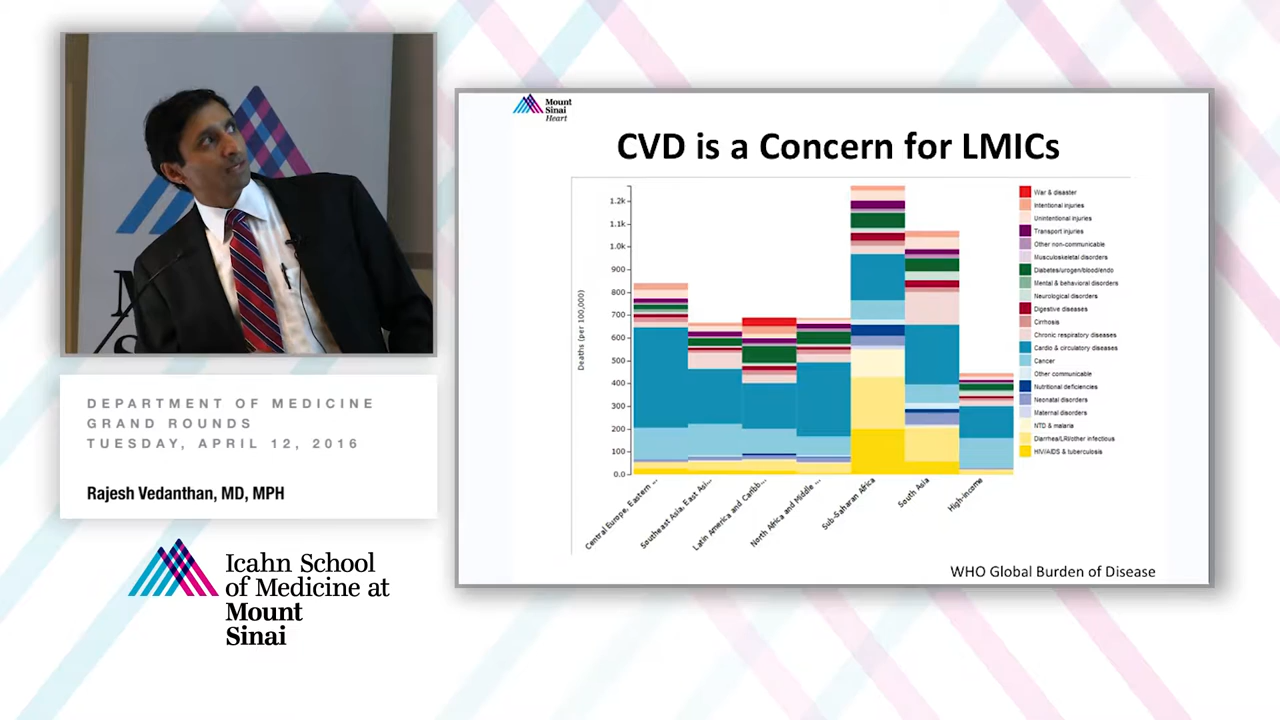 DEPARTMENT OF MEDICINE
GRAND ROUNDS
TUESDAY, APRIL 12, 2016
Rajesh Vedanthan, MD, MPH
Icahn School
of Medicine at
Mount
Sinai
Mount
Sinai
Heart
CVD is a Concern for LMICs
Deaths (per 100,000)
1.2k
1.1k
1.0k
900
800
700
600
500
400
300
200
100
0.0
Central Europe, Eastern ...
Southeast Asia, East Asi...
Latin America and Caribb...
North Africa and Middle ...
Sub-Saharan Africa
South Asia
High-income
War & disaster
Intentional injuries
Unintentional injuries
Transport injuries
Other non-communicable
Musculoskeletal disorders
Diabetes/urogen/blood/endo
Mental & behavioral disorders
Neurological disorders
Digestive diseases
Cirrhosis
Chronic respiratory diseases
Cardio & circulatory diseases
Cancer
Other communicable
Nutritional deficiencies
Neonatal disorders
Maternal disorders
NTD & malaria
Diarrhea/LRI/other infectious
HIV/AIDS & tuberculosis
WHO Global Burden of Disease